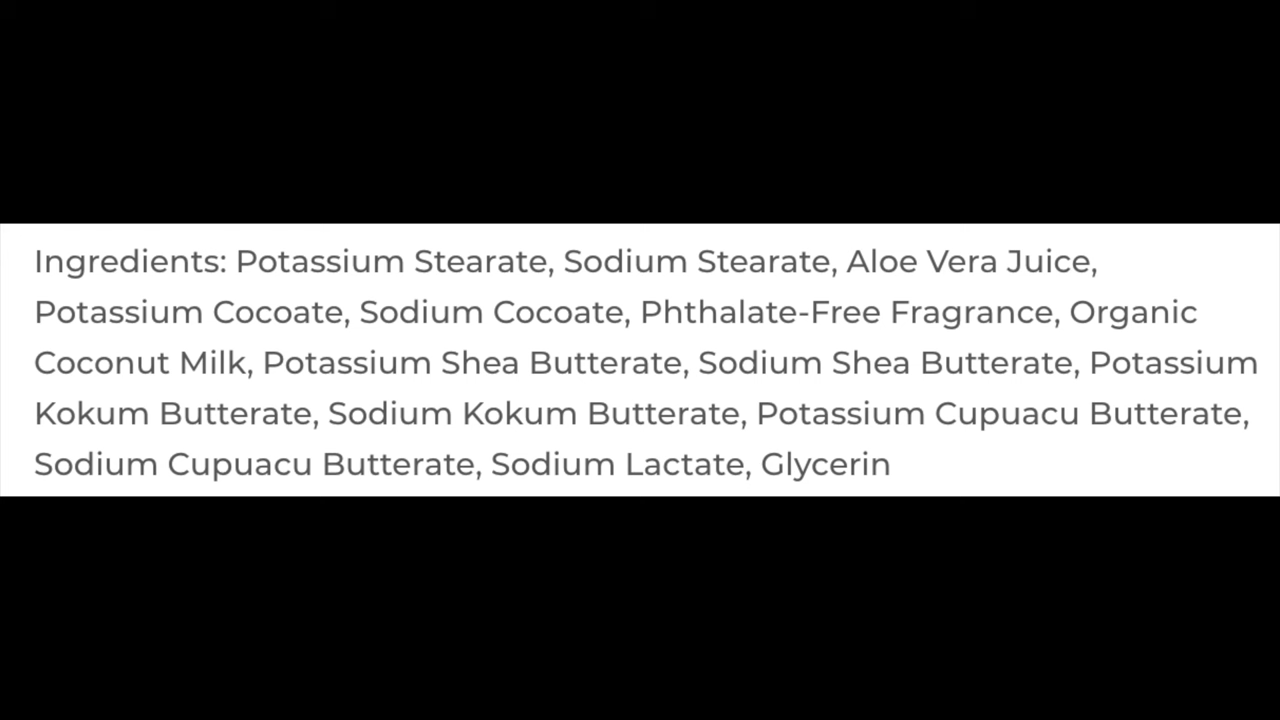 Ingredients: Potassium Stearate, Sodium Stearate, Aloe Vera Juice,
Potassium Cocoate, Sodium Cocoate, Phthalate-Free Fragrance, Organic
Coconut Milk, Potassium Shea Butterate, Sodium Shea Butterate, Potassium
Kokum Butterate, Sodium Kokum Butterate, Potassium Cupuacu Butterate,
Sodium Cupuacu Butterate, Sodium Lactate, Glycerin